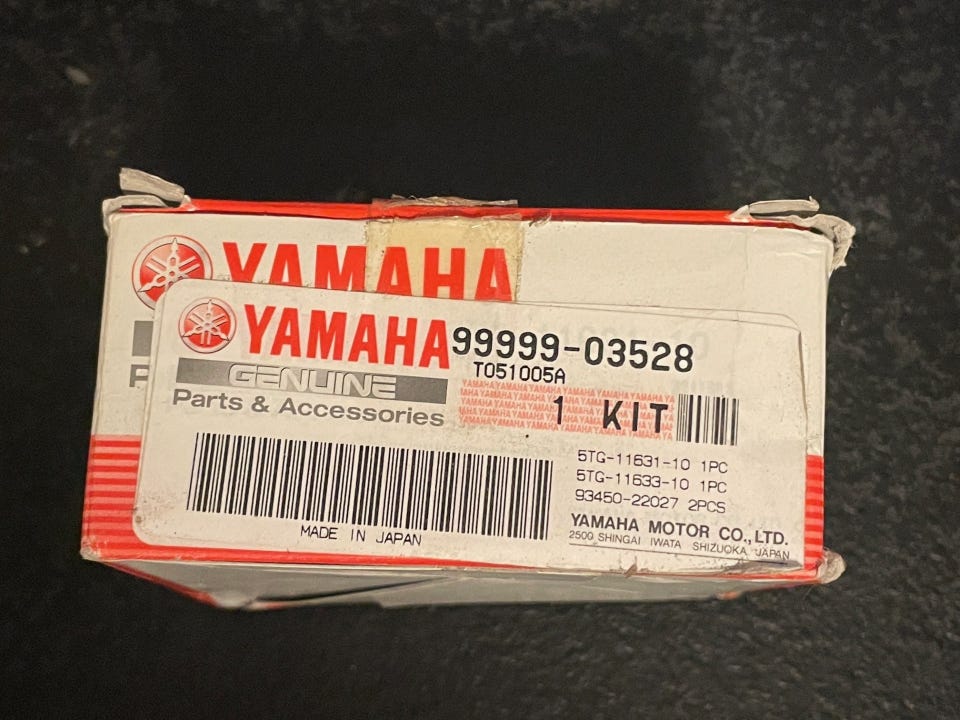 YAMAHA
YAMAHA 99999-03528
T051005A
GENUINE
Parts & Accessories
1 KIT
5TG-11631-10 1PC
5TG-11633-10 1PC
93450-22027 2PCS
MADE IN JAPAN
YAMAHA MOTOR CO.,LTD.
2500 SHINGAI IWATA SHIZUOKA JAPAN